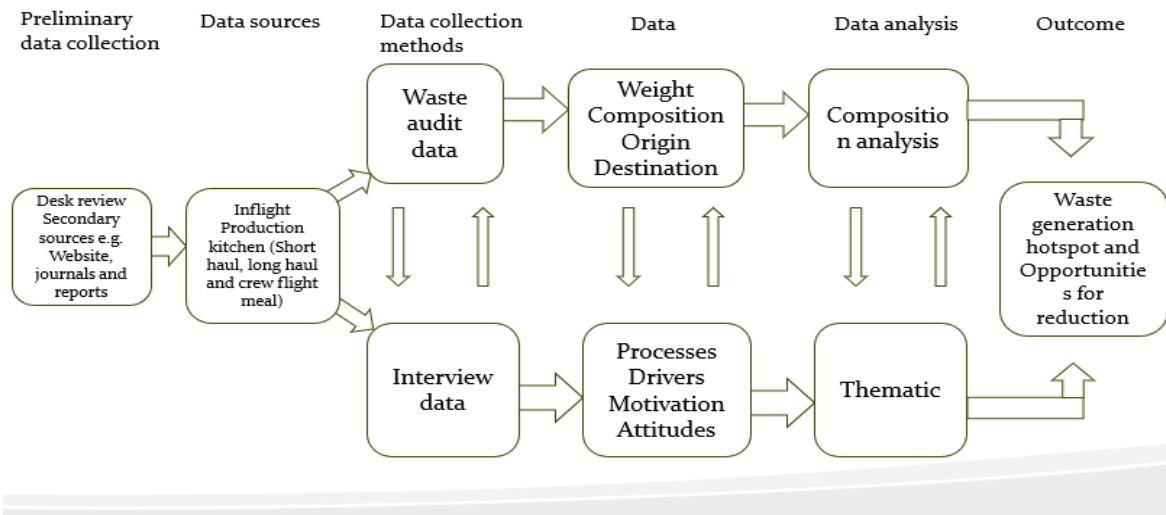 Preliminary
data collection
Data sources
Data collection
methods
Data
Data analysis
Outcome
Desk review
Secondary
sources e.g.
Website,
journals and
reports
Inflight
Production
kitchen (Short
haul, long haul
and crew flight
meal)
Waste
audit
data
Weight
Composition
Origin
Destination
Compositio
n analysis
Interview
data
Processes
Drivers
Motivation
Attitudes
Thematic
Waste
generation
hotspot and
Opportunitie
s for
reduction